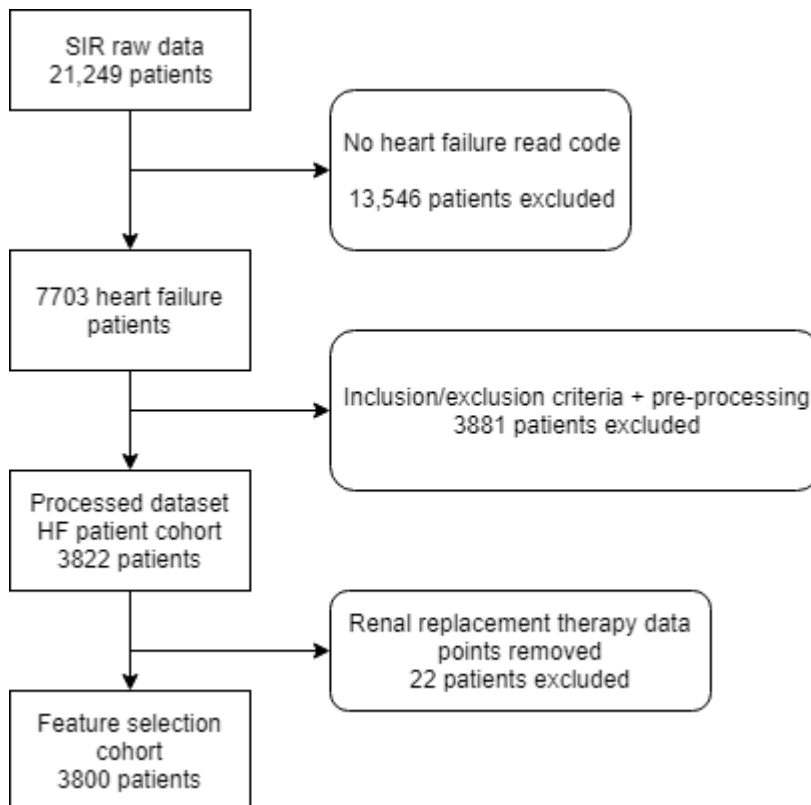 SIR raw data
21,249 patients
No heart failure read code
13,546 patients excluded
7703 heart failure
patients
Inclusion/exclusion criteria + pre-processing
3881 patients excluded
Processed dataset
HF patient cohort
3822 patients
Renal replacement therapy data
points removed
22 patients excluded
Feature selection
cohort
3800 patients